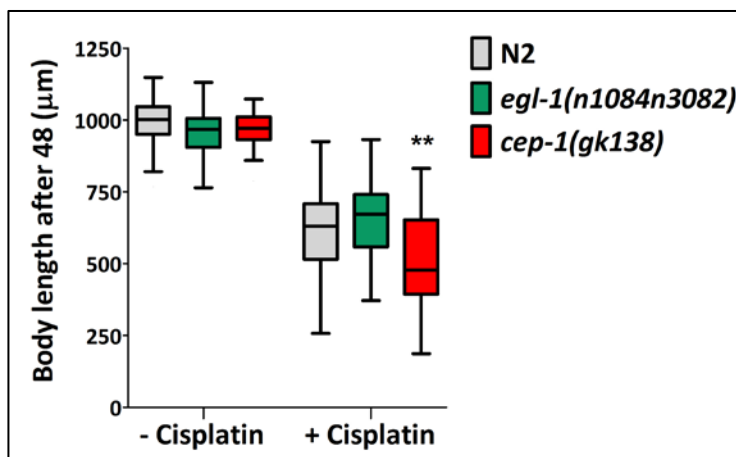 Body length after 48 (μm)
1250
1000
750
500
250
0
**
- Cisplatin
+ Cisplatin
N2
egl-1(n1084n3082)
cep-1(gk138)